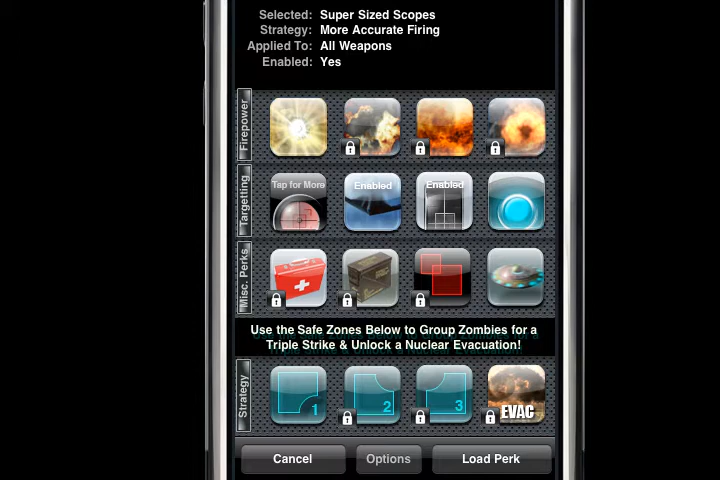 Selected: Super Sized Scopes
Strategy: More Accurate Firing
Applied To: All Weapons
Enabled: Yes
Firepower
Targetting
Tap for More
Enabled
Enabled
Misc. Perks
Use the Safe Zones Below to Group Zombies for a
Triple Strike & Unlock a Nuclear Evacuation!
Strategy
1
2
3
EVAC
Cancel
Options
Load Perk